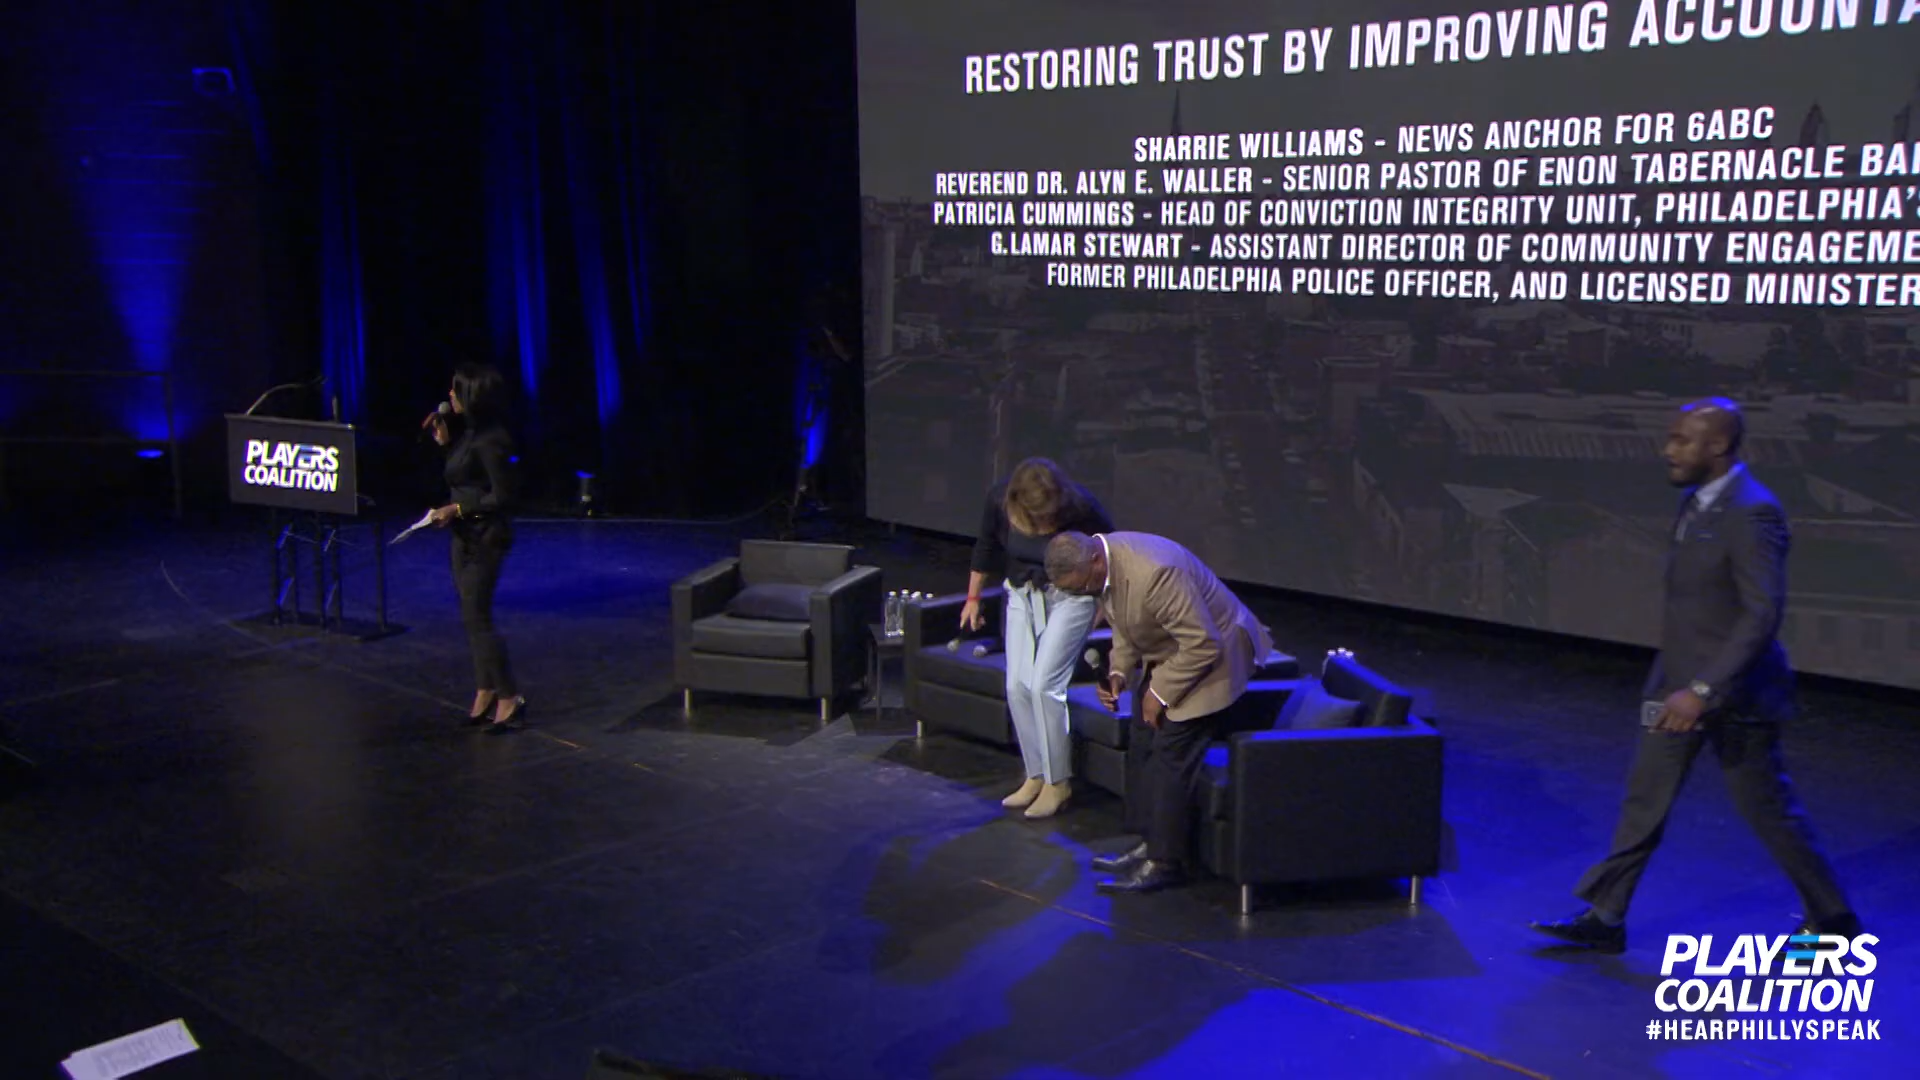 RESTORING TRUST BY IMPROVING
SHARRIE WILLIAMS - NEWS ANCHOR FOR 6ABC
REVEREND DR. ALYN E. WALLER - SENIOR PASTOR OF ENON TABERNACLE
PATRICIA CUMMINGS - HEAD OF CONVICTION INTEGRITY UNIT, PHILADELPHIA'S
G.LAMAR STEWART - ASSISTANT DIRECTOR OF COMMUNITY
FORMER PHILADELPHIA POLICE OFFICER, AND LICENSED MINISTER
PLAYERS
COALITION
PLAYERS
COALITION
#HEARPHILLYSPEAK